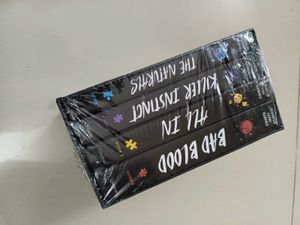 THE NATURALS
KILLER INSTINCT
ALL IN
BAD BLOOD